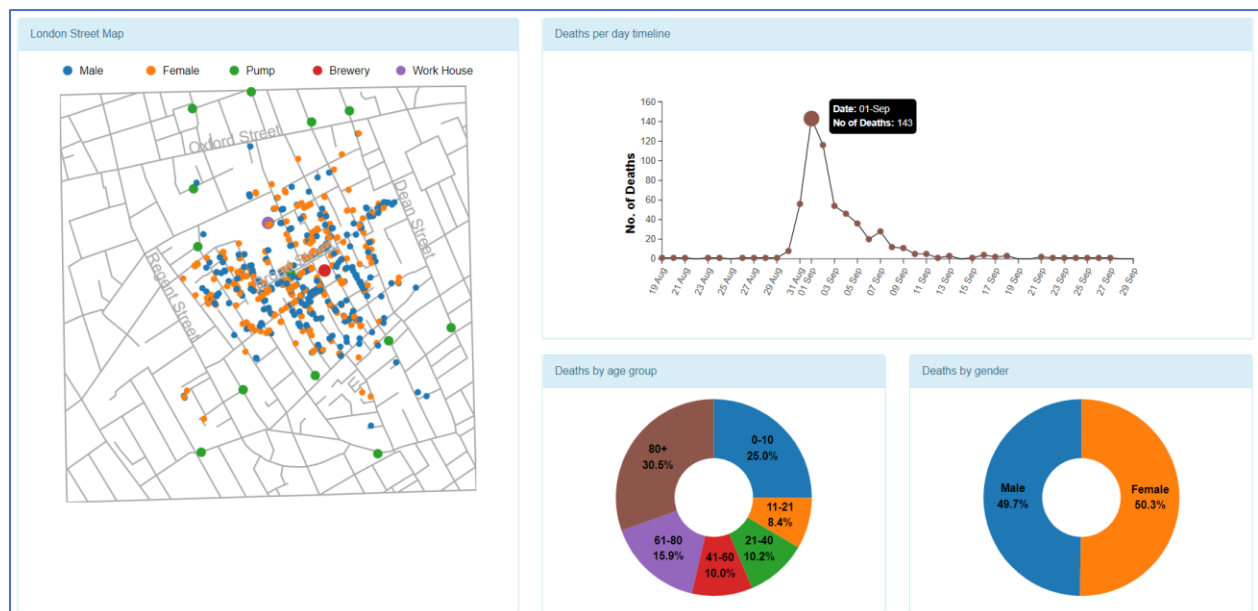 London Street Map
Male
Female
Pump
Brewery
Work House
Oxford Street
Dean Street
Regent Street
Deaths per day timeline
No. of Deaths
160
140
120
100
80
60
40
20
0
Date: 01-Sep
No of Deaths: 143
19 Aug
21 Aug
23 Aug
25 Aug
27 Aug
29 Aug
31 Aug
01 Sep
03 Sep
05 Sep
07 Sep
09 Sep
11 Sep
13 Sep
15 Sep
17 Sep
19 Sep
21 Sep
23 Sep
25 Sep
27 Sep
29 Sep
Deaths by age group
80+
30.5%
0-10
25.0%
11-21
8.4%
21-40
10.2%
41-60
10.0%
61-80
15.9%
Deaths by gender
Male
49.7%
Female
50.3%